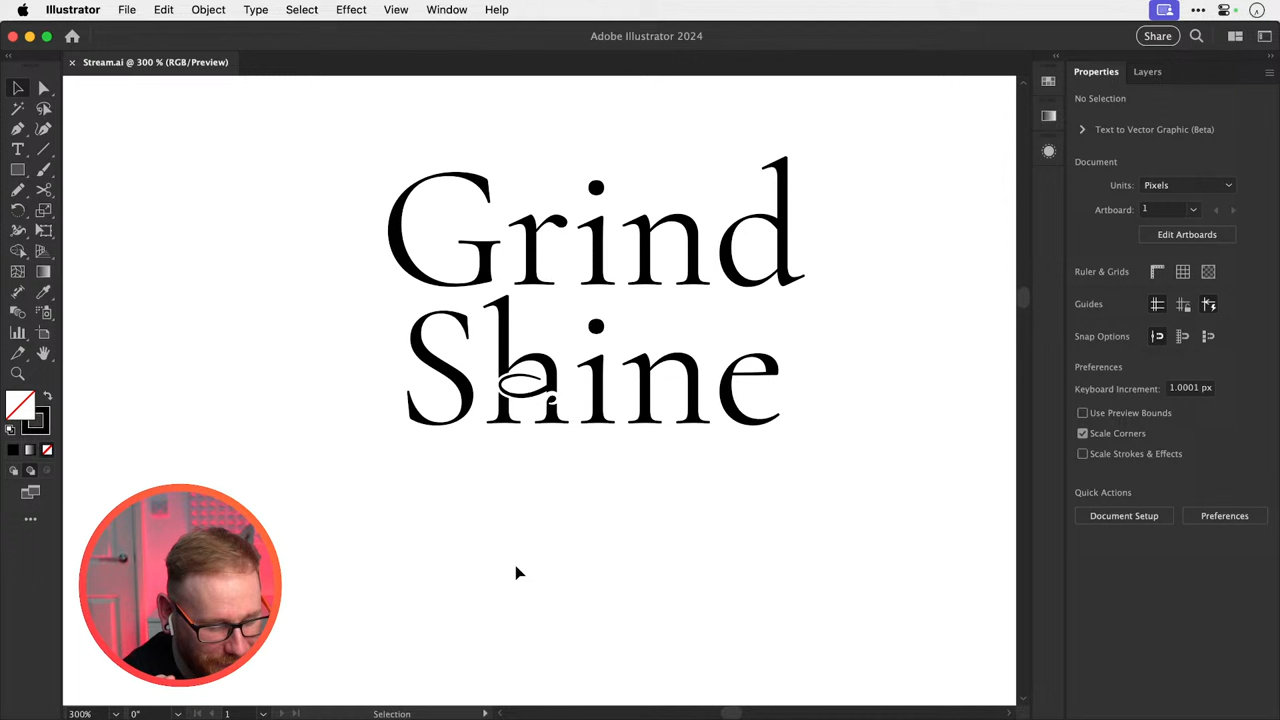 Illustrator File Edit Object Type Select Effect View Window Help
Adobe Illustrator 2024
Share
Stream.ai @ 300 % (RGB/Preview)
Properties Layers
No Selection
Text to Vector Graphic (Beta)
Document
Units: Pixels
Artboard: 1
Edit Artboards
Ruler & Grids
Guides
Snap Options
Preferences
Keyboard Increment: 1.0001 px
Use Preview Bounds
Scale Corners
Scale Strokes & Effects
Quick Actions
Document Setup Preferences
Grind
Shine
300% 0° 1 Selection